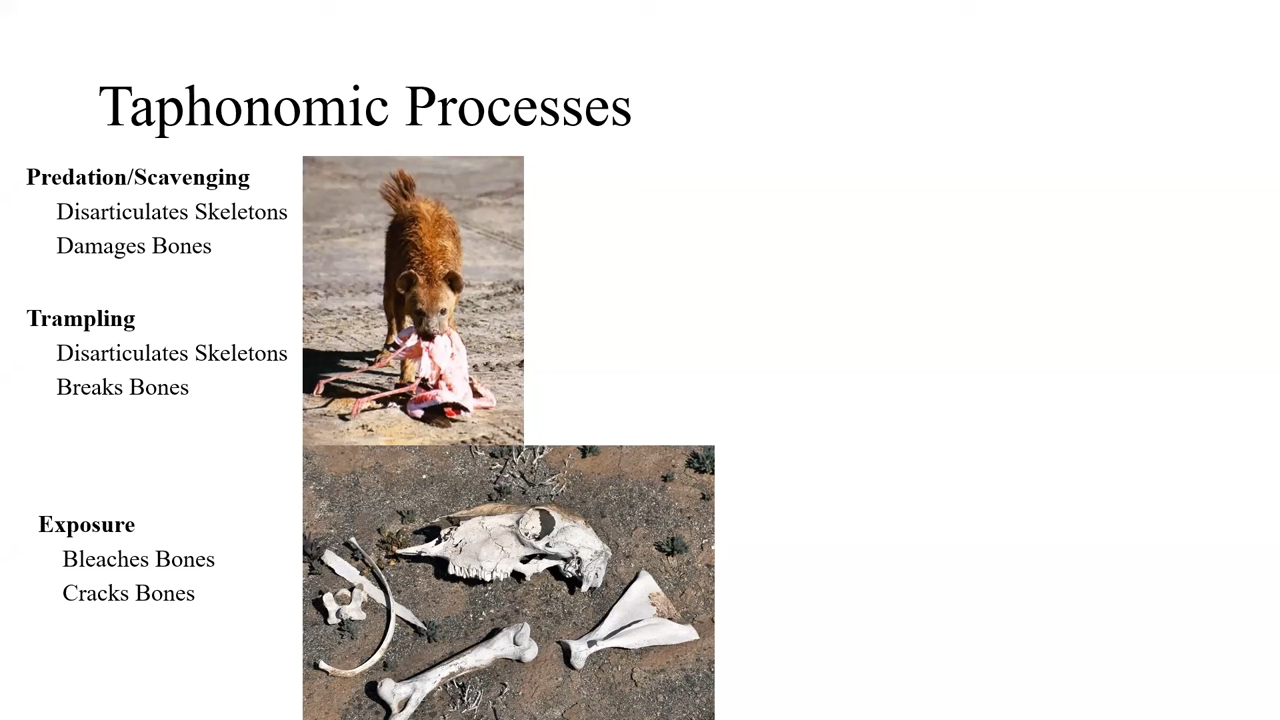 Taphonomic Processes
Predation/Scavenging
Disarticulates Skeletons
Damages Bones
Trampling
Disarticulates Skeletons
Breaks Bones
Exposure
Bleaches Bones
Cracks Bones